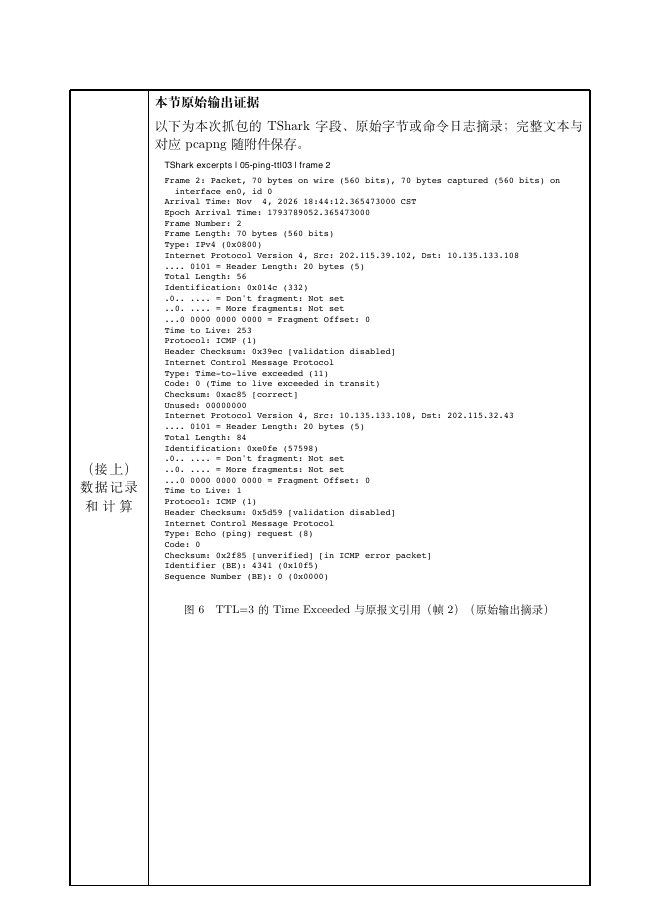 本节原始输出证据
以下为本次抓包的 TShark 字段、原始字节或命令日志摘录；完整文本与
对应 pcapng 随附件保存。
TShark excerpts | 05-ping-ttl03 | frame 2
Frame 2: Packet, 70 bytes on wire (560 bits), 70 bytes captured (560 bits) on
interface en0, id 0
Arrival Time: Nov  4, 2026 18:44:12.365473000 CST
Epoch Arrival Time: 1793789052.365473000
Frame Number: 2
Frame Length: 70 bytes (560 bits)
Type: IPv4 (0x0800)
Internet Protocol Version 4, Src: 202.115.39.102, Dst: 10.135.133.108
.... 0101 = Header Length: 20 bytes (5)
Total Length: 56
Identification: 0x014c (332)
.0.. .... = Don't fragment: Not set
..0. .... = More fragments: Not set
...0 0000 0000 0000 = Fragment Offset: 0
Time to Live: 253
Protocol: ICMP (1)
Header Checksum: 0x39ec [validation disabled]
Internet Control Message Protocol
Type: Time-to-live exceeded (11)
Code: 0 (Time to live exceeded in transit)
Checksum: 0xac85 [correct]
Unused: 00000000
Internet Protocol Version 4, Src: 10.135.133.108, Dst: 202.115.32.43
.... 0101 = Header Length: 20 bytes (5)
Total Length: 84
Identification: 0xe0fe (57598)
.0.. .... = Don't fragment: Not set
..0. .... = More fragments: Not set
...0 0000 0000 0000 = Fragment Offset: 0
Time to Live: 1
Protocol: ICMP (1)
Header Checksum: 0x5d59 [validation disabled]
Internet Control Message Protocol
Type: Echo (ping) request (8)
Code: 0
Checksum: 0x2f85 [unverified] [in ICMP error packet]
Identifier (BE): 4341 (0x10f5)
Sequence Number (BE): 0 (0x0000)
图 6 TTL=3 的 Time Exceeded 与原报文引用（帧 2）（原始输出摘录）
（接上）
数据记录
和计算